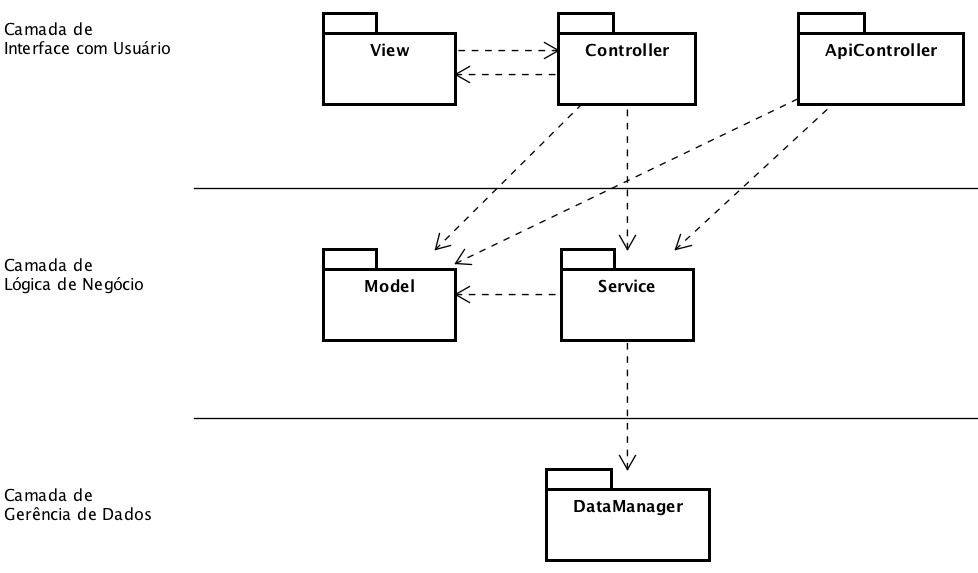 Camada de
Interface com Usuário
View
Controller
ApiController
Camada de
Lógica de Negócio
Model
Service
Camada de
Gerência de Dados
DataManager